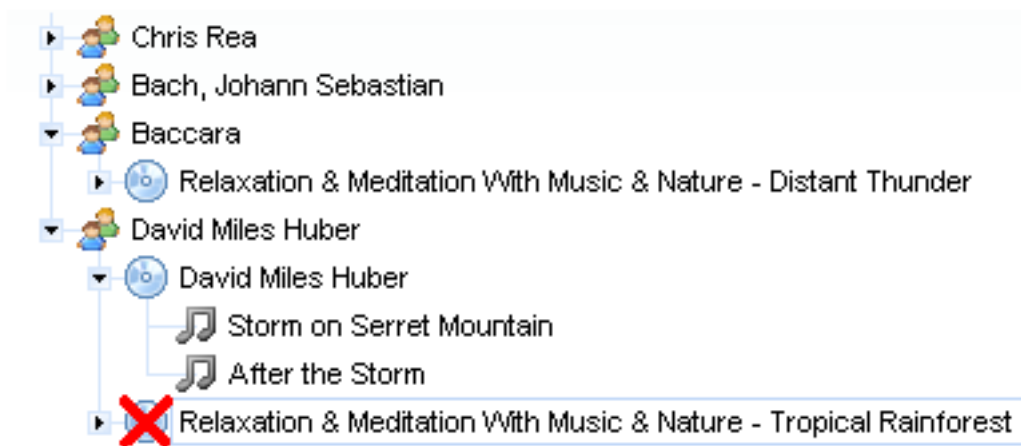 Chris Rea
Bach, Johann Sebastian
Baccara
Relaxation & Meditation With Music & Nature - Distant Thunder
David Miles Huber
David Miles Huber
Storm on Serret Mountain
After the Storm
Relaxation & Meditation With Music & Nature - Tropical Rainforest